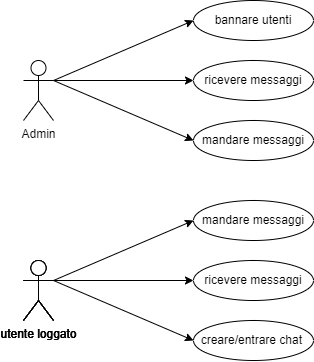 bannare utenti
ricevere messaggi
Admin
mandare messaggi
mandare messaggi
ricevere messaggi
utente loggato
creare/entrare chat